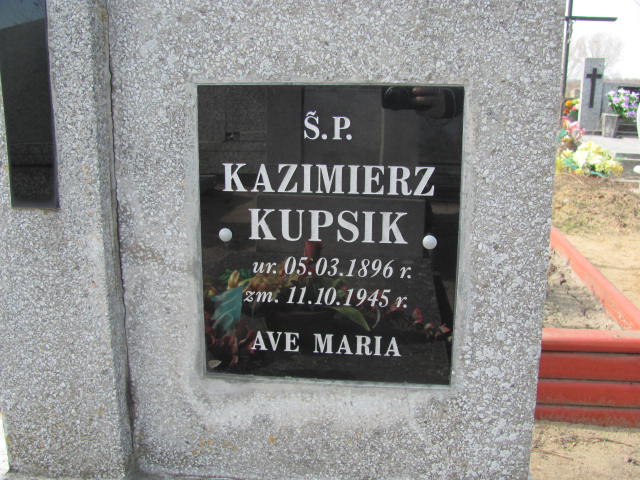 Š.P.
KAZIMIERZ
KUPSIK
ur. 05.03.1896 r.
zm. 11.10.1945 r.
AVE MARIA